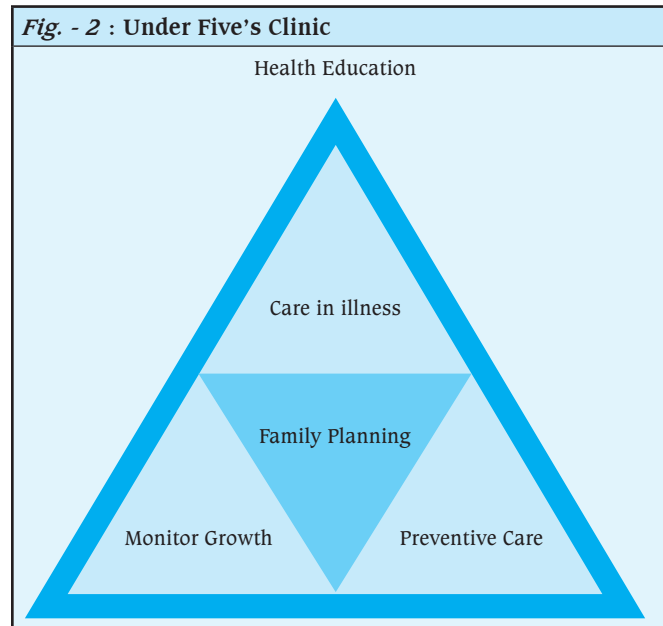 Fig. - 2 : Under Five's Clinic
Health Education
Care in illness
Family Planning
Monitor Growth
Preventive Care